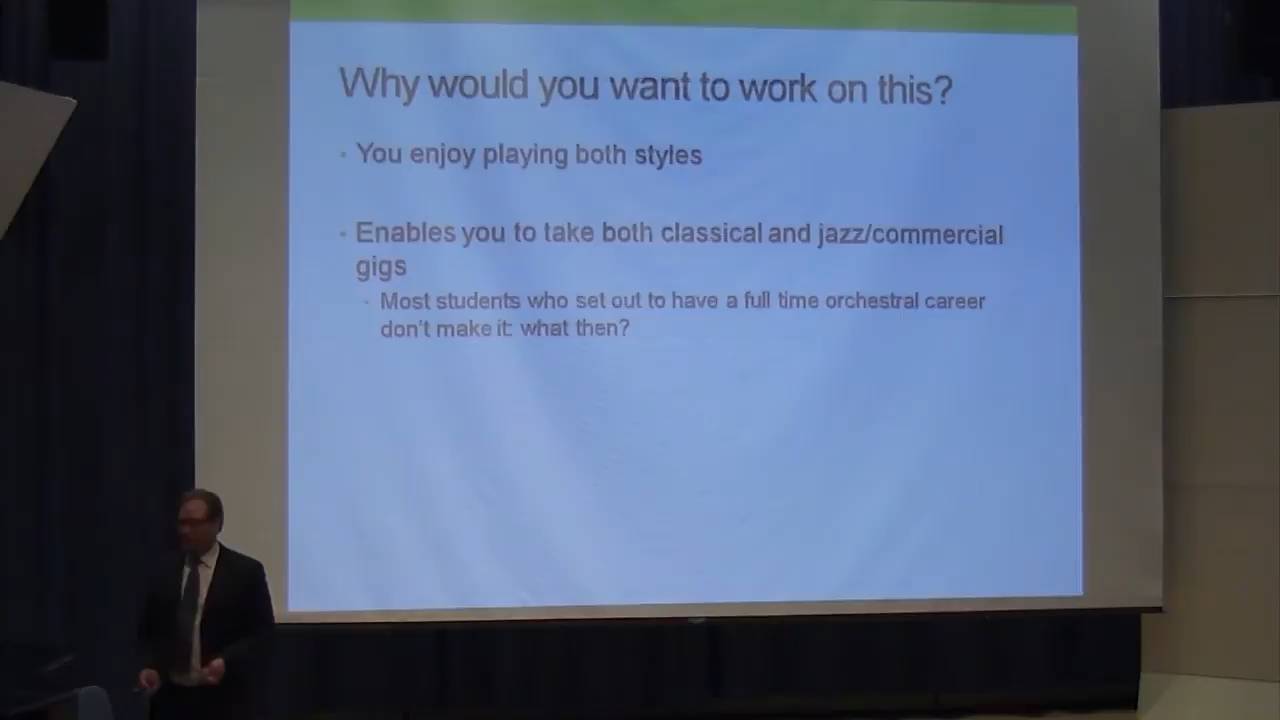 Why would you want to work on this?
• You enjoy playing both styles
• Enables you to take both classical and jazz/commercial
gigs
• Most students who set out to have a full time orchestral career
don't make it: what then?